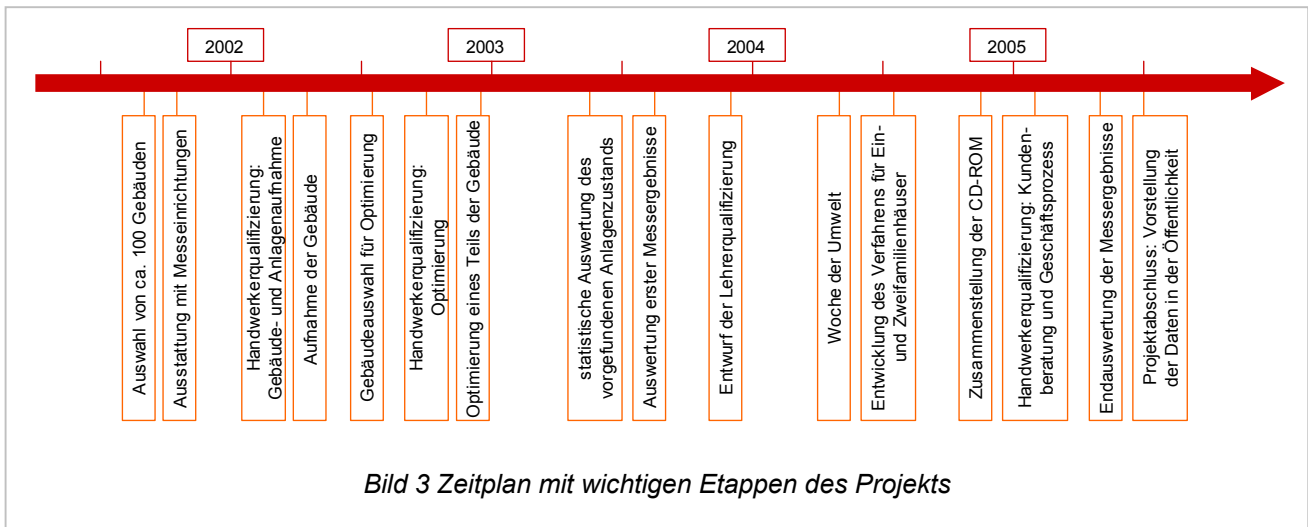 2002
2003
2004
2005
Auswahl von ca. 100 Gebäuden
Ausstattung mit Messeinrichtungen
Handwerkerqualifizierung:
Gebäude- und Anlagenaufnahme
Aufnahme der Gebäude
Gebäudeauswahl für Optimierung
Handwerkerqualifizierung:
Optimierung
Optimierung eines Teils der Gebäude
statistische Auswertung des
vorgefundenen Anlagenzustands
Auswertung erster Messergebnisse
Entwurf der Lehrerqualifizierung
Woche der Umwelt
Entwicklung des Verfahrens für Ein-
und Zweifamilienhäuser
Zusammenstellung der CD-ROM
Handwerkerqualifizierung: Kunden-
beratung und Geschäftsprozess
Endauswertung der Messergebnisse
Projektabschluss: Vorstellung
der Daten in der Öffentlichkeit
Bild 3 Zeitplan mit wichtigen Etappen des Projekts